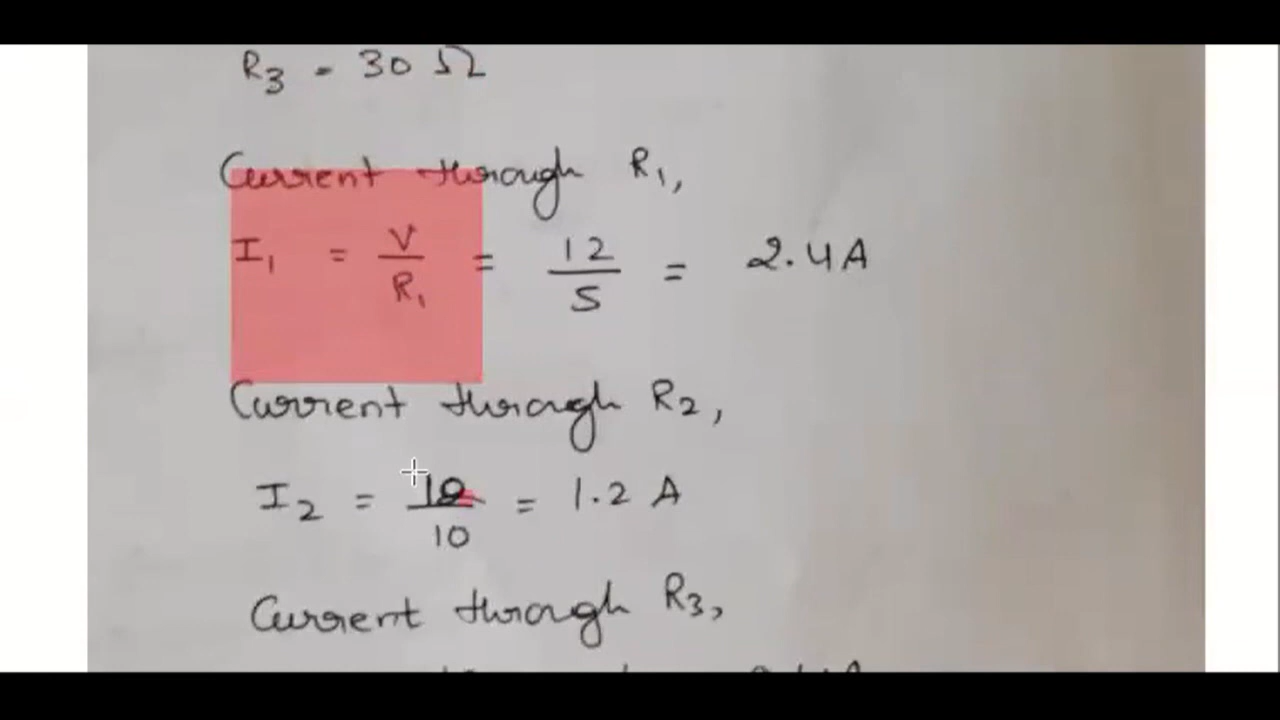 R3 = 30 Ω
Current through R1,
I1 = V/R1 = 12/5 = 2.4A
Current through R2,
I2 = /10 = 1.2 A
Current through R3,